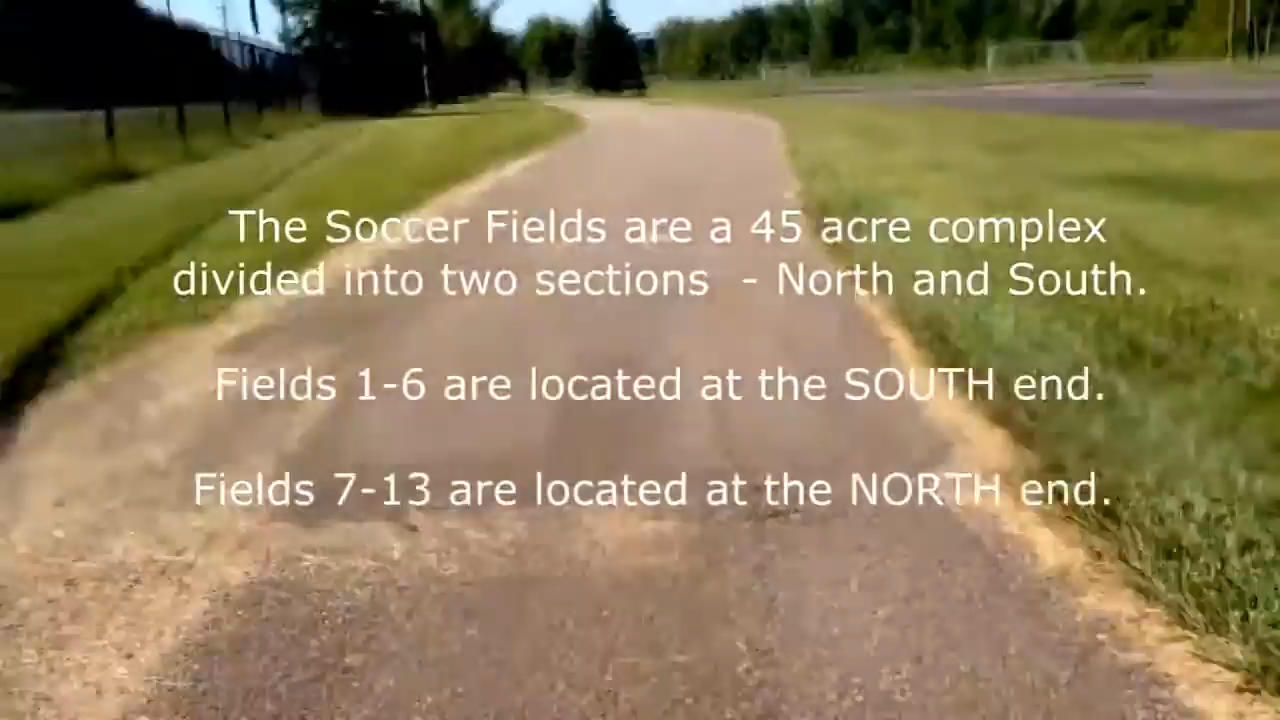 The Soccer Fields are a 45 acre complex
divided into two sections  - North and South.
Fields 1-6 are located at the SOUTH end.
Fields 7-13 are located at the NORTH end.